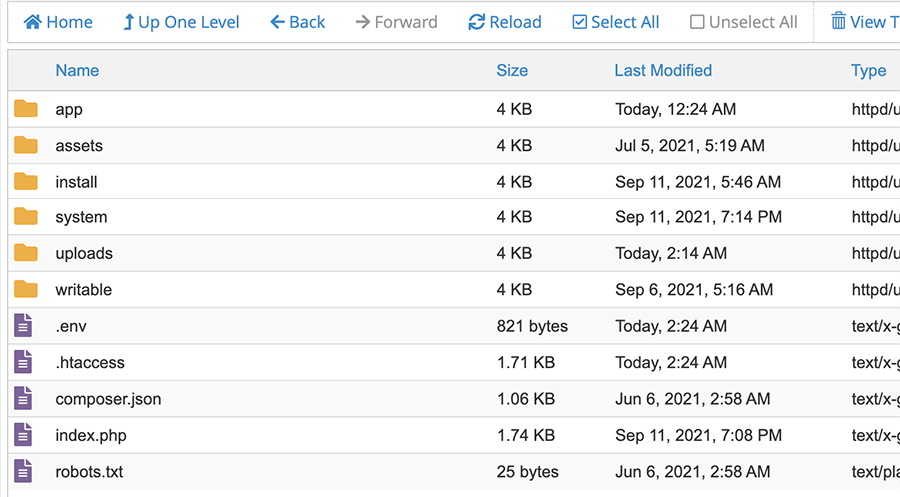 Home Up One Level Back Forward Reload Select All Unselect All View T
Name Size Last Modified Type
app 4 KB Today, 12:24 AM httpd/u
assets 4 KB Jul 5, 2021, 5:19 AM httpd/u
install 4 KB Sep 11, 2021, 5:46 AM httpd/u
system 4 KB Sep 11, 2021, 7:14 PM httpd/u
uploads 4 KB Today, 2:14 AM httpd/u
writable 4 KB Sep 6, 2021, 5:16 AM httpd/u
.env 821 bytes Today, 2:24 AM text/x-g
.htaccess 1.71 KB Today, 2:24 AM text/x-g
composer.json 1.06 KB Jun 6, 2021, 2:58 AM text/x-g
index.php 1.74 KB Sep 11, 2021, 7:08 PM text/x-g
robots.txt 25 bytes Jun 6, 2021, 2:58 AM text/pla